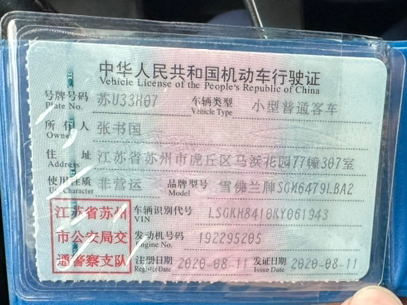 中华人民共和国机动车行驶证
Vehicle License of the People's Republic of China
号牌号码 苏U33H07 车辆类型 小型普通客车
Plate No. Vehicle Type
所有人 张书国
Owner
住址 江苏省苏州市虎丘区马浜花园77幢307室
Address
使用性质 非营运 品牌型号 雪佛兰牌SGM6479LBA2
Use Character Model
江苏省苏州 车辆识别代号 LSGKH8410KY061943
VIN
市公安局交 发动机号码 192295205
Engine No.
通警察支队 注册日期 2020-08-11 发证日期 2020-08-11
Register Date Issue Date